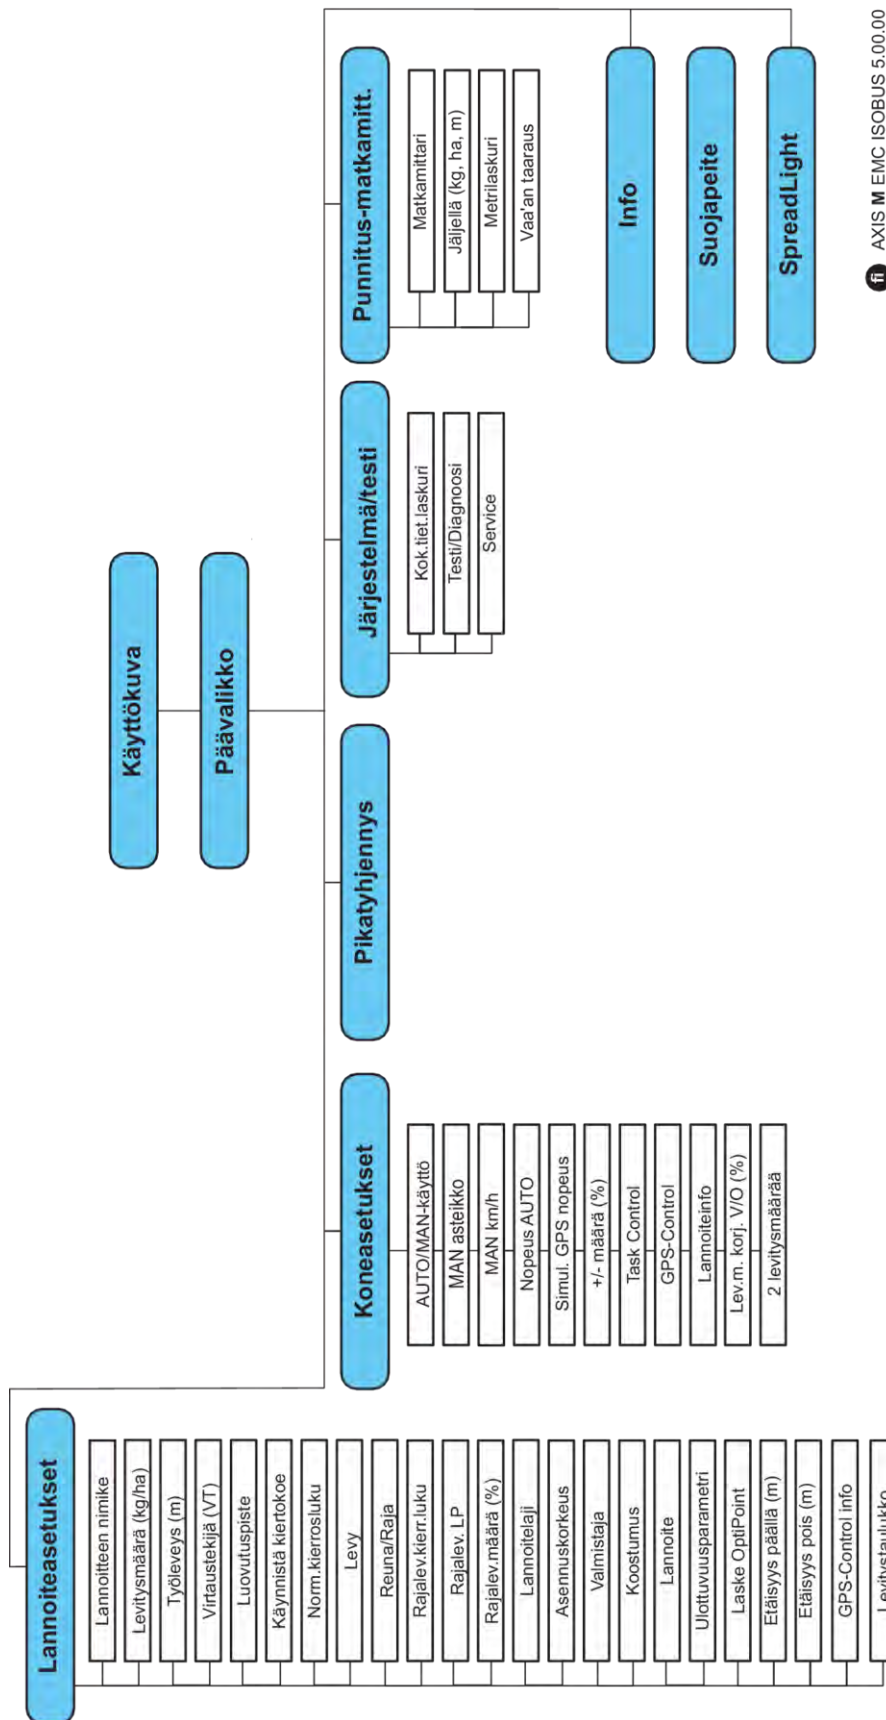 Käyttökuva
Päävalikko
Lannoiteasetukset
Lannoitteen nimike
Levitysmäärä (kg/ha)
Työleveys (m)
Virtaustekijä (VT)
Luovutuspiste
Käynnistä kiertokoe
Norm.kierrosluku
Levy
Reuna/Raja
Rajalev.kierr.luku
Rajalev. LP
Rajalev.määrä (%)
Lannoitelaji
Asennuskorkeus
Valmistaja
Koostumus
Lannoite
Ulottuvuusparametri
Laske OptiPoint
Etäisyys päällä (m)
Etäisyys pois (m)
GPS-Control info
Levitystaulukko
Koneasetukset
AUTO/MAN-käyttö
MAN asteikko
MAN km/h
Nopeus AUTO
Simul. GPS nopeus
+/- määrä (%)
Task Control
GPS-Control
Lannoiteinfo
Lev.m. korj. V/O (%)
2 levitysmäärää
Pikatyhjennys
Järjestelmä/testi
Kok.tiet.laskuri
Testi/Diagnoosi
Service
Punnitus-matkamitt.
Matkamittari
Jäljellä (kg, ha, m)
Metrilaskuri
Vaa'an taaraus
Info
Suojapeite
SpreadLight
fi AXIS M EMC ISOBUS 5.00.00